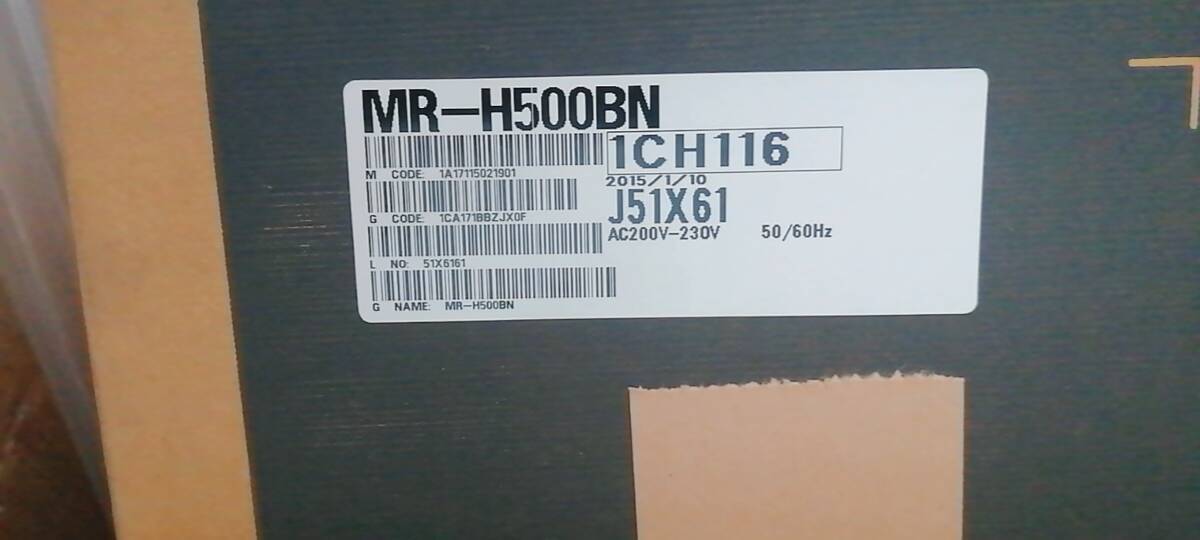 MR-H500BN
1CH116
M CODE: 1A17115021901
2015/1/10
J51X61
G CODE: 1CA171BBZJX0F
AC200V-230V 50/60Hz
L NO: 51X6161
G NAME: MR-H500BN